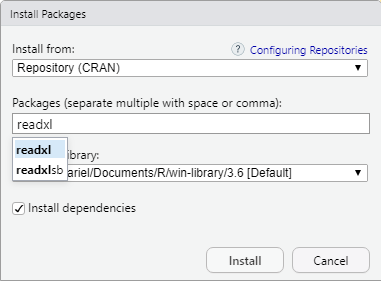 Install Packages
Install from:
? Configuring Repositories
Repository (CRAN)
Packages (separate multiple with space or comma):
readxl
readxl
ibrary:
readxlsb
ariel/Documents/R/win-library/3.6 [Default]
Install dependencies
Install
Cancel